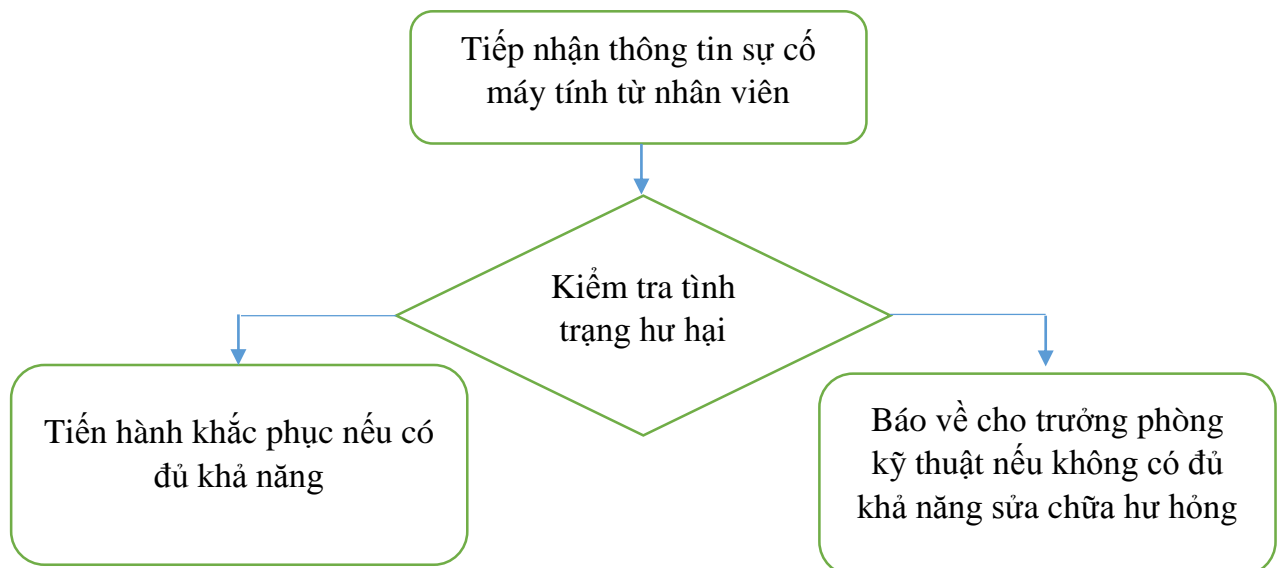 Tiếp nhận thông tin sự cố
máy tính từ nhân viên
Kiểm tra tình
trạng hư hại
Tiến hành khắc phục nếu có
đủ khả năng
Báo về cho trưởng phòng
kỹ thuật nếu không có đủ
khả năng sửa chữa hư hỏng